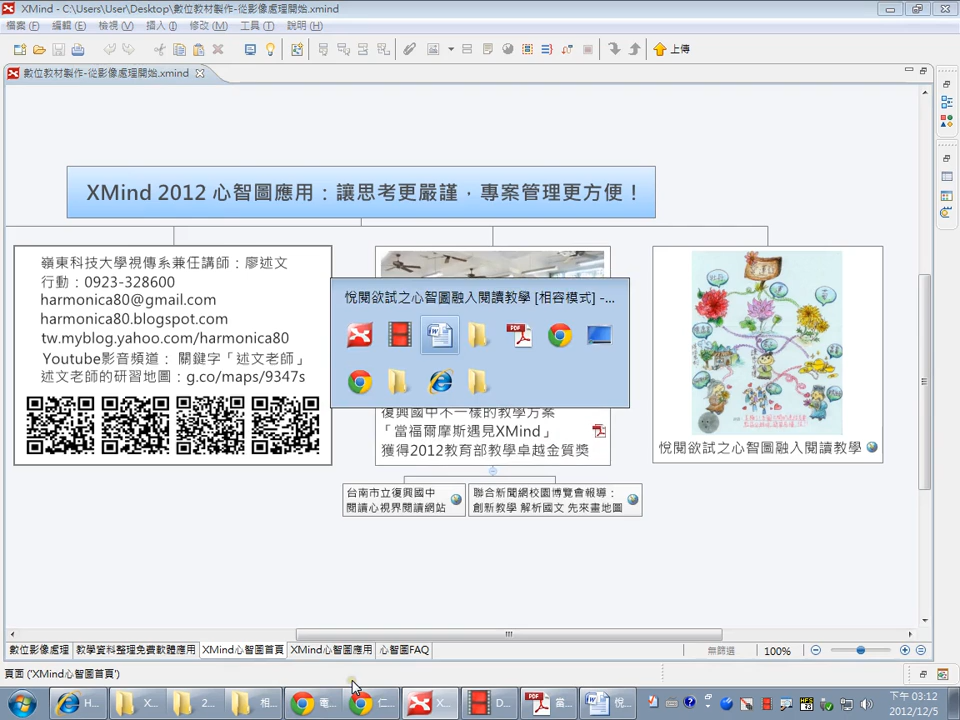 XMind - C:\Users\User\Desktop\數位教材製作-從影像處理開始.xmind
檔案(F) 編輯(E) 檢視(V) 插入(I) 修改(M) 工具(T) 說明(H)
上傳
數位教材製作-從影像處理開始.xmind
XMind 2012 心智圖應用：讓思考更嚴謹，專案管理更方便！
嶺東科技大學視傳系兼任講師：廖述文
行動：0923-328600
harmonica80@gmail.com
harmonica80.blogspot.com
tw.myblog.yahoo.com/harmonica80
Youtube影音頻道： 關鍵字「述文老師」
述文老師的研習地圖：g.co/maps/9347s
悅閱欲試之心智圖融入閱讀教學 [相容模式] -...
復興國中不一樣的教學方案
「當福爾摩斯遇見XMind」
獲得2012教育部教學卓越金質獎
台南市立復興國中
閱讀心視界閱讀網站
聯合新聞網校園博覽會報導：
創新教學 解析國文 先來畫地圖
悅閱欲試之心智圖融入閱讀教學
數位影像處理 教學資料整理免費軟體應用 XMind心智圖首頁 XMind心智圖應用 心智圖FAQ
無篩選 100%
頁面 ('XMind心智圖首頁')
H... X... 2... 相... 電... 仁... X... D... 當... 悅...
下午 03:12
2012/12/5